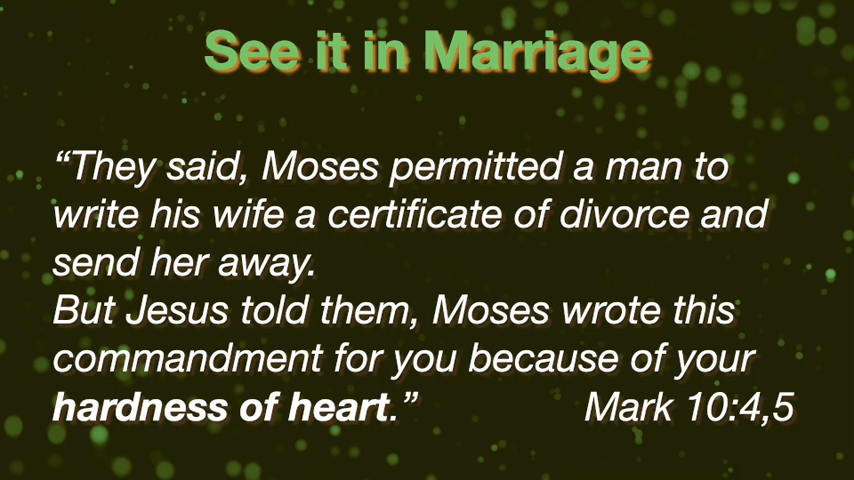 See it in Marriage
“They said, Moses permitted a man to
write his wife a certificate of divorce and
send her away.
But Jesus told them, Moses wrote this
commandment for you because of your
hardness of heart.” Mark 10:4,5